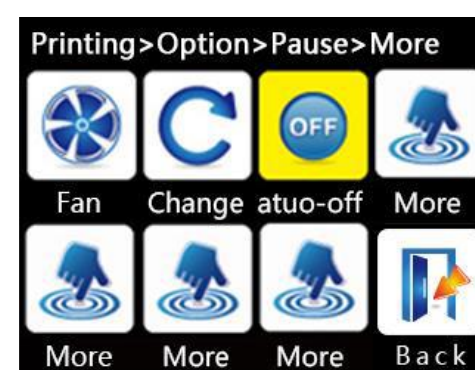 Printing>Option>Pause>More
OFF
Fan Change atuo-off More
More More More Back